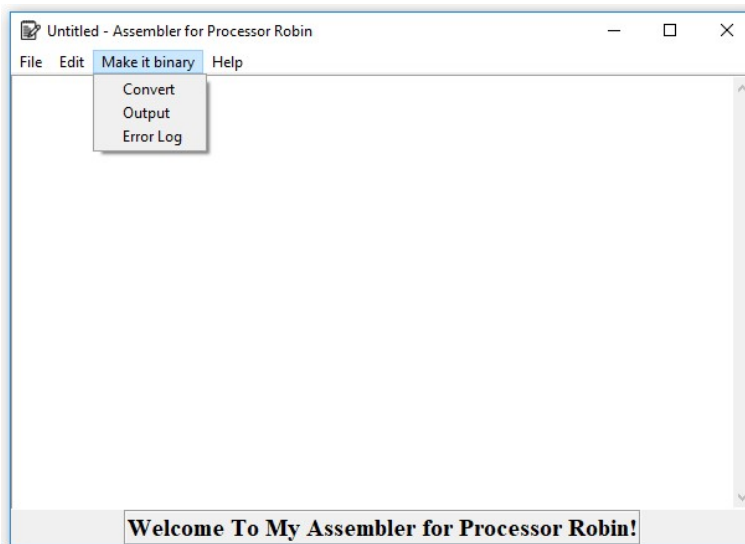 Untitled - Assembler for Processor Robin
File Edit Make it binary Help
Convert
Output
Error Log
Welcome To My Assembler for Processor Robin!